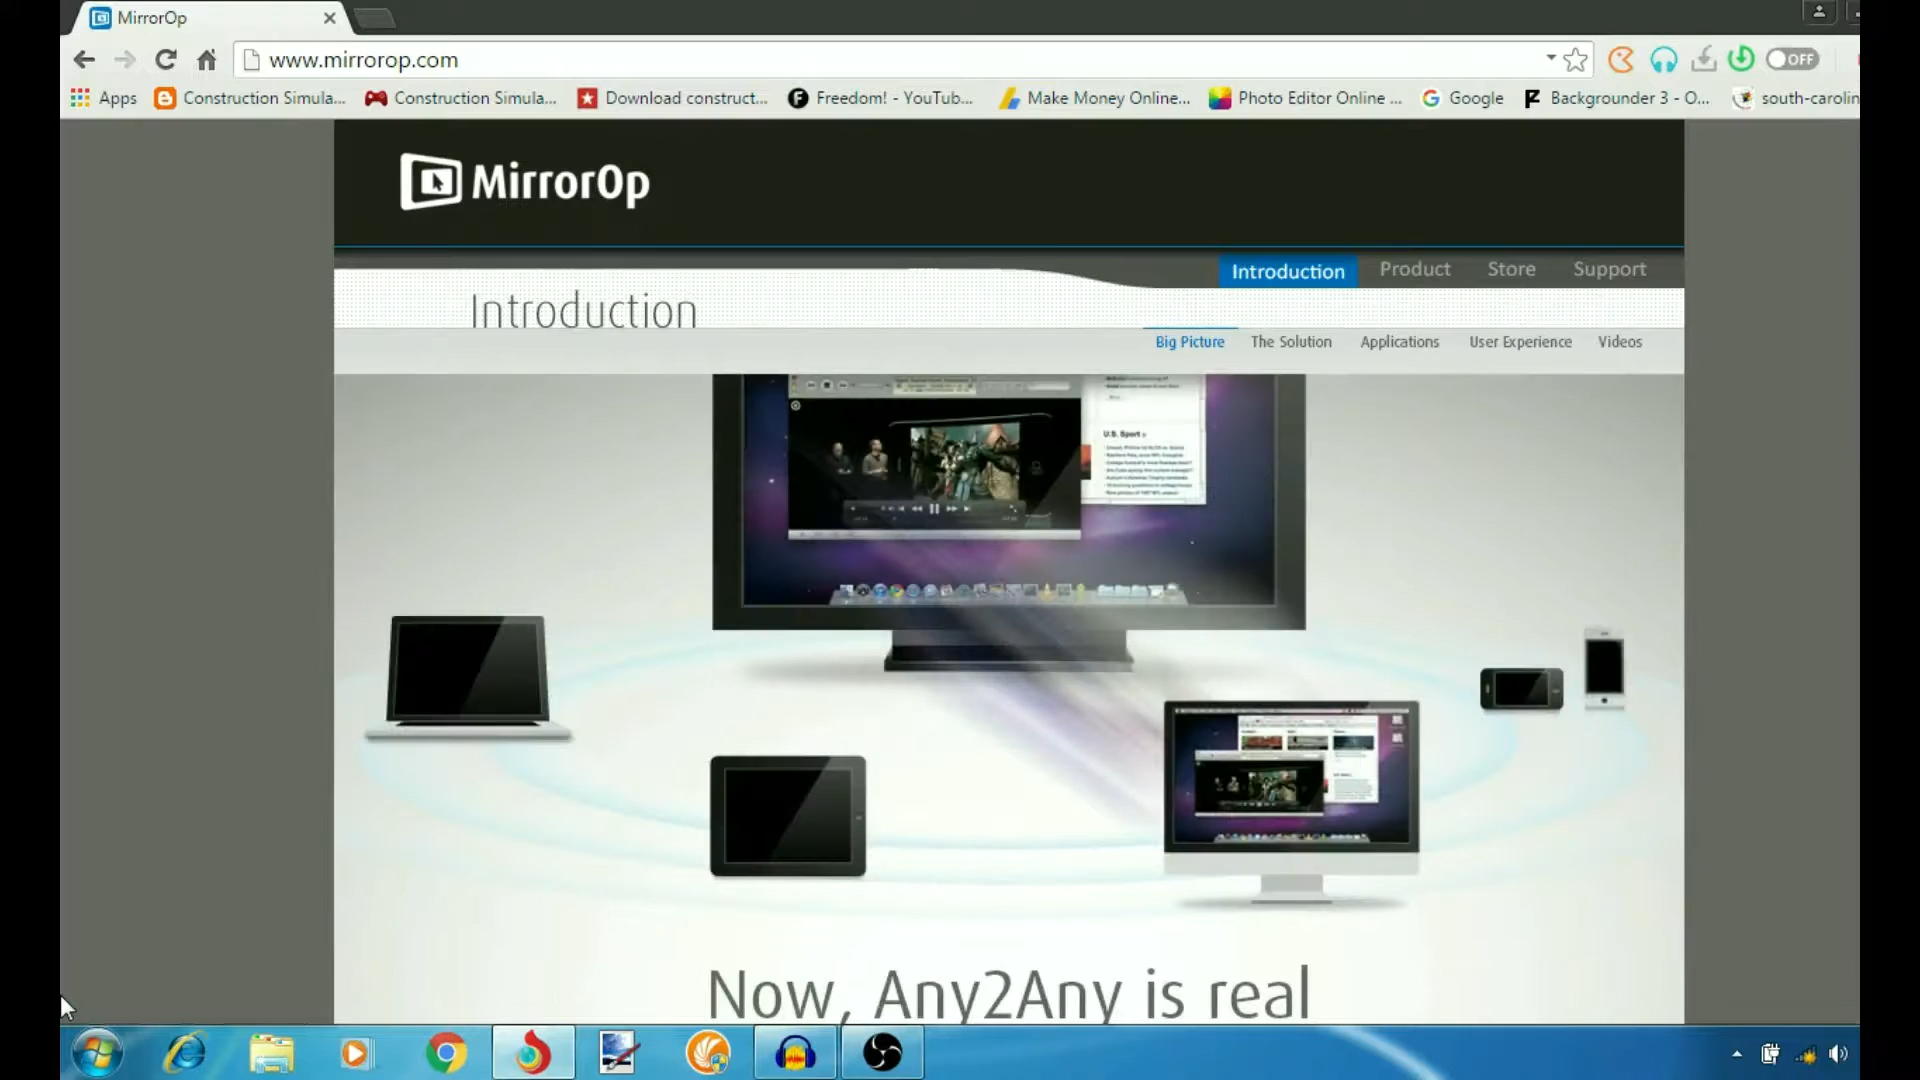 MirrorOp
www.mirrorop.com
OFF
Apps
Construction Simula...
Construction Simula...
Download construct...
Freedom! - YouTub...
Make Money Online...
Photo Editor Online ...
Google
Backgrounder 3 - O...
south-carolin
MirrorOp
Introduction
Product
Store
Support
Introduction
Big Picture
The Solution
Applications
User Experience
Videos
U.S. Sport
Now, Any2Any is real